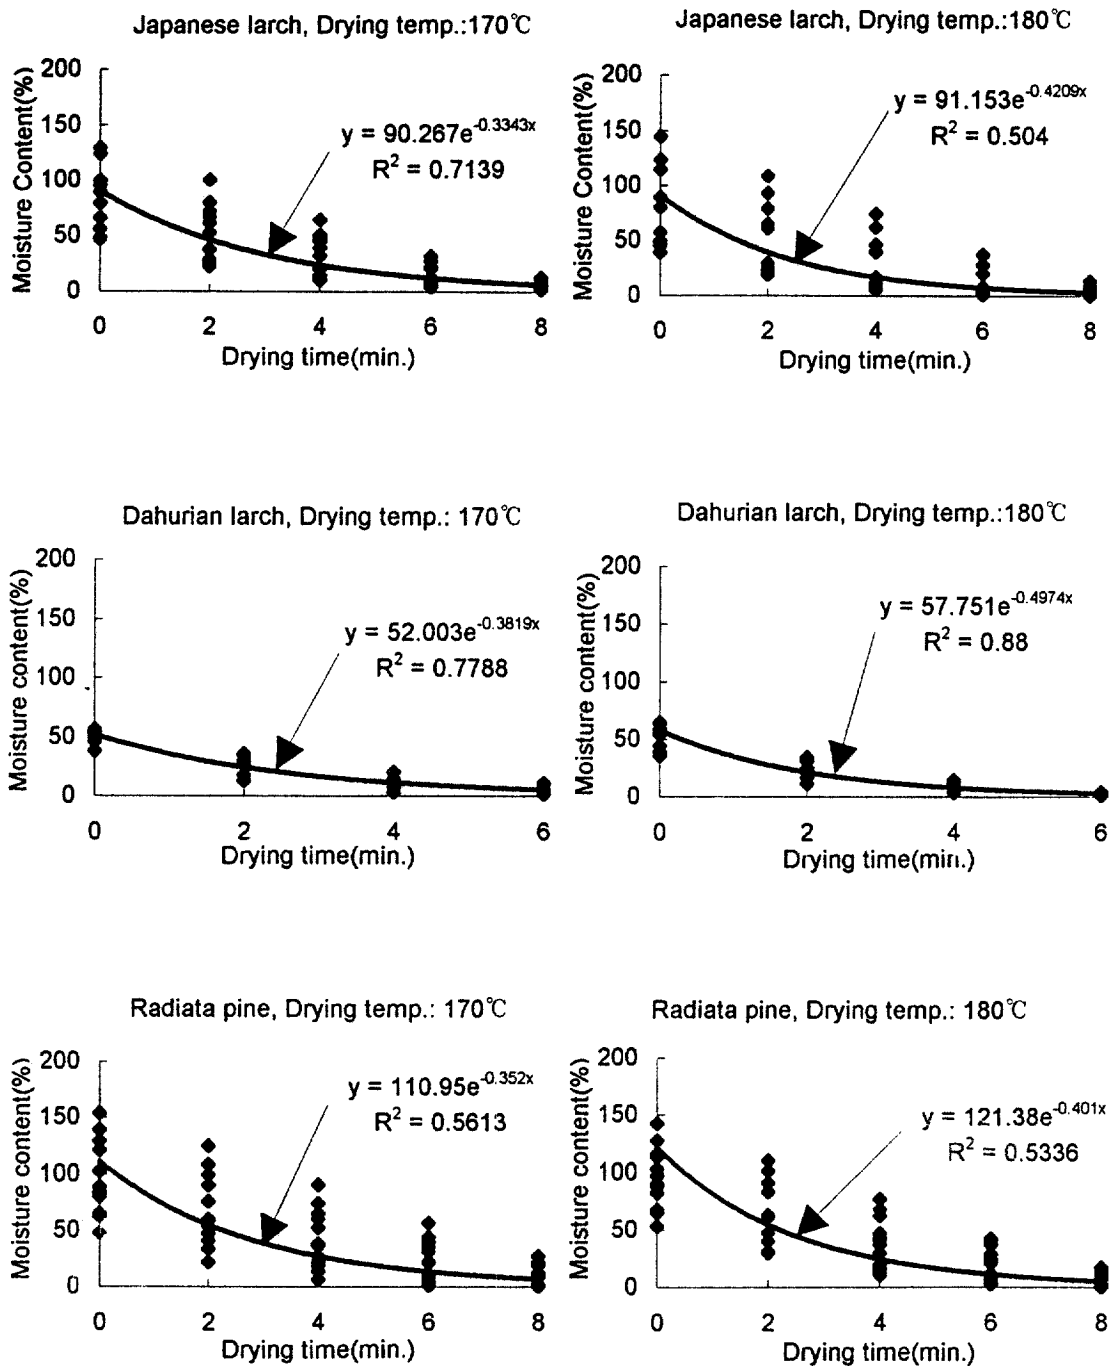 Japanese larch, Drying temp.:170℃
200
150
100
50
0
Moisture Content(%)
y = 90.267e^-0.3343x
R² = 0.7139
0 2 4 6 8
Drying time(min.)
Japanese larch, Drying temp.:180℃
200
150
100
50
0
Moisture Content(%)
y = 91.153e^-0.4209x
R² = 0.504
0 2 4 6 8
Drying time(min.)
Dahurian larch, Drying temp.: 170℃
200
150
100
50
0
Moisture content(%)
y = 52.003e^-0.3819x
R² = 0.7788
0 2 4 6
Drying time(min.)
Dahurian larch, Drying temp.:180℃
200
150
100
50
0
Moisture content(%)
y = 57.751e^-0.4974x
R² = 0.88
0 2 4 6
Drying time(min.)
Radiata pine, Drying temp.: 170℃
200
150
100
50
0
Moisture content(%)
y = 110.95e^-0.352x
R² = 0.5613
0 2 4 6 8
Drying time(min.)
Radiata pine, Drying temp.: 180℃
200
150
100
50
0
Moisture content(%)
y = 121.38e^-0.401x
R² = 0.5336
0 2 4 6 8
Drying time(min.)